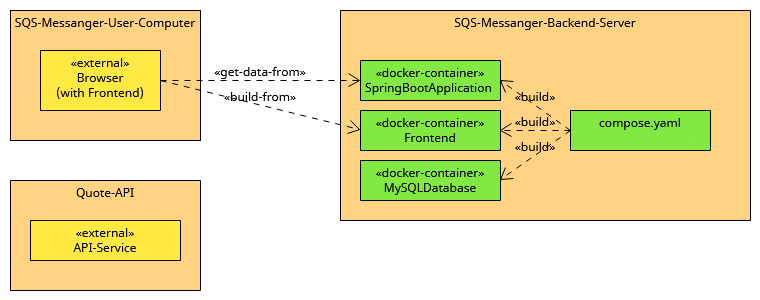 SQS-Messanger-User-Computer
«external»
Browser
(with Frontend)
«get-data-from»
«build-from»
SQS-Messanger-Backend-Server
«docker-container»
SpringBootApplication
«docker-container»
Frontend
«docker-container»
MySQLDatabase
«build»
«build»
«build»
compose.yaml
Quote-API
«external»
API-Service